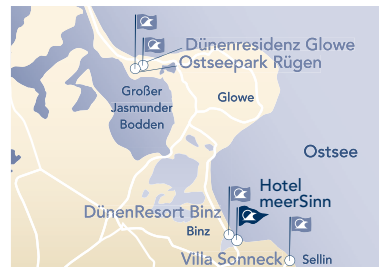 Dünenresidenz Glowe
Ostseepark Rügen
Großer
Jasmunder
Bodden
Glowe
Ostsee
Hotel
meerSinn
DünenResort Binz
Binz
Villa Sonneck
Sellin